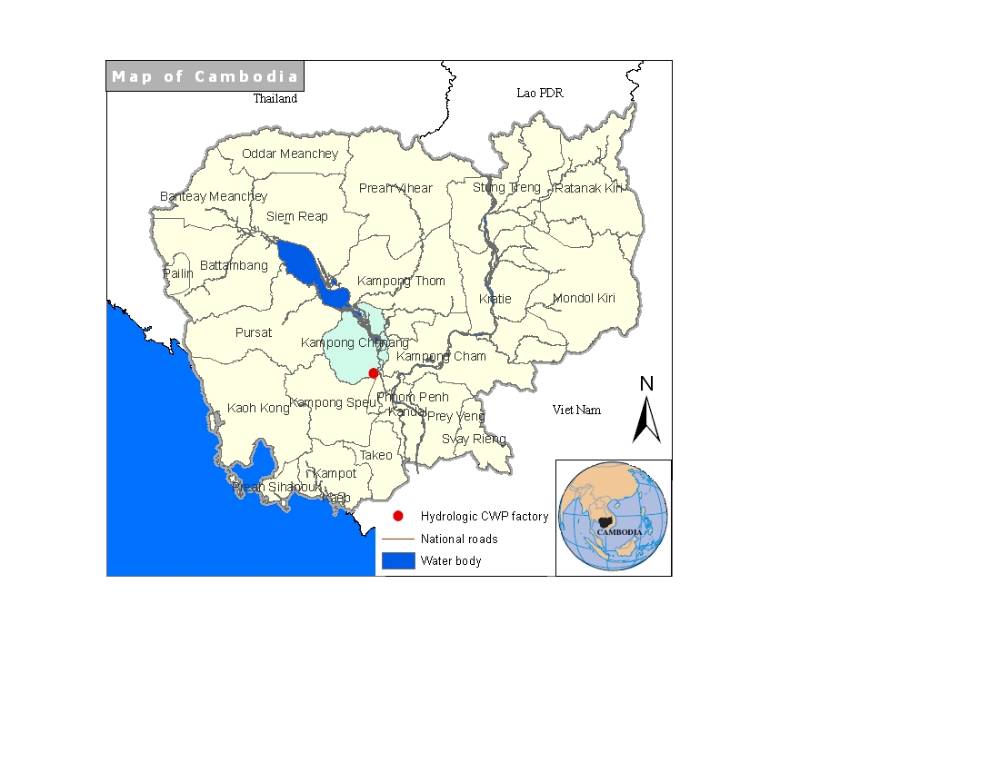 Map of Cambodia
Thailand
Lao PDR
Oddar Meanchey
Banteay Meanchey
Preah Vihear
Stung Treng
Ratanak Kiri
Siem Reap
Battambang
Pailin
Kampong Thom
Kratie
Mondol Kiri
Pursat
Kampong Chhnang
Kampong Cham
Kaoh Kong
Kampong Speu
Phnom Penh
Kandal
Prey Veng
Viet Nam
N
Svay Rieng
Takeo
Kampot
Preah Sihanouk
Kaep
Hydrologic CWP factory
National roads
Water body
CAMBODIA